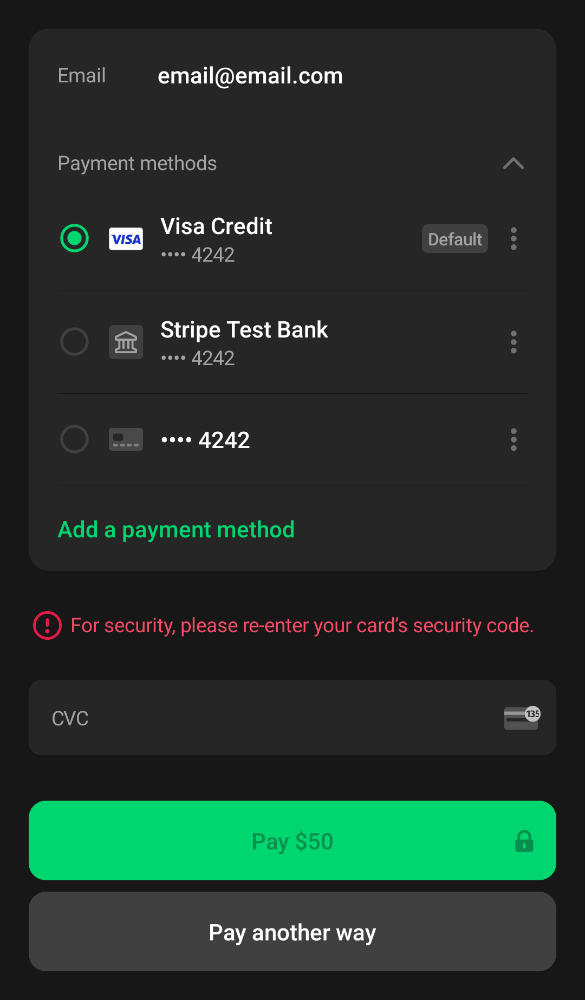 Email email@email.com
Payment methods
VISA Visa Credit Default
•••• 4242
Stripe Test Bank
•••• 4242
•••• 4242
Add a payment method
For security, please re-enter your card’s security code.
CVC 135
Pay $50
Pay another way